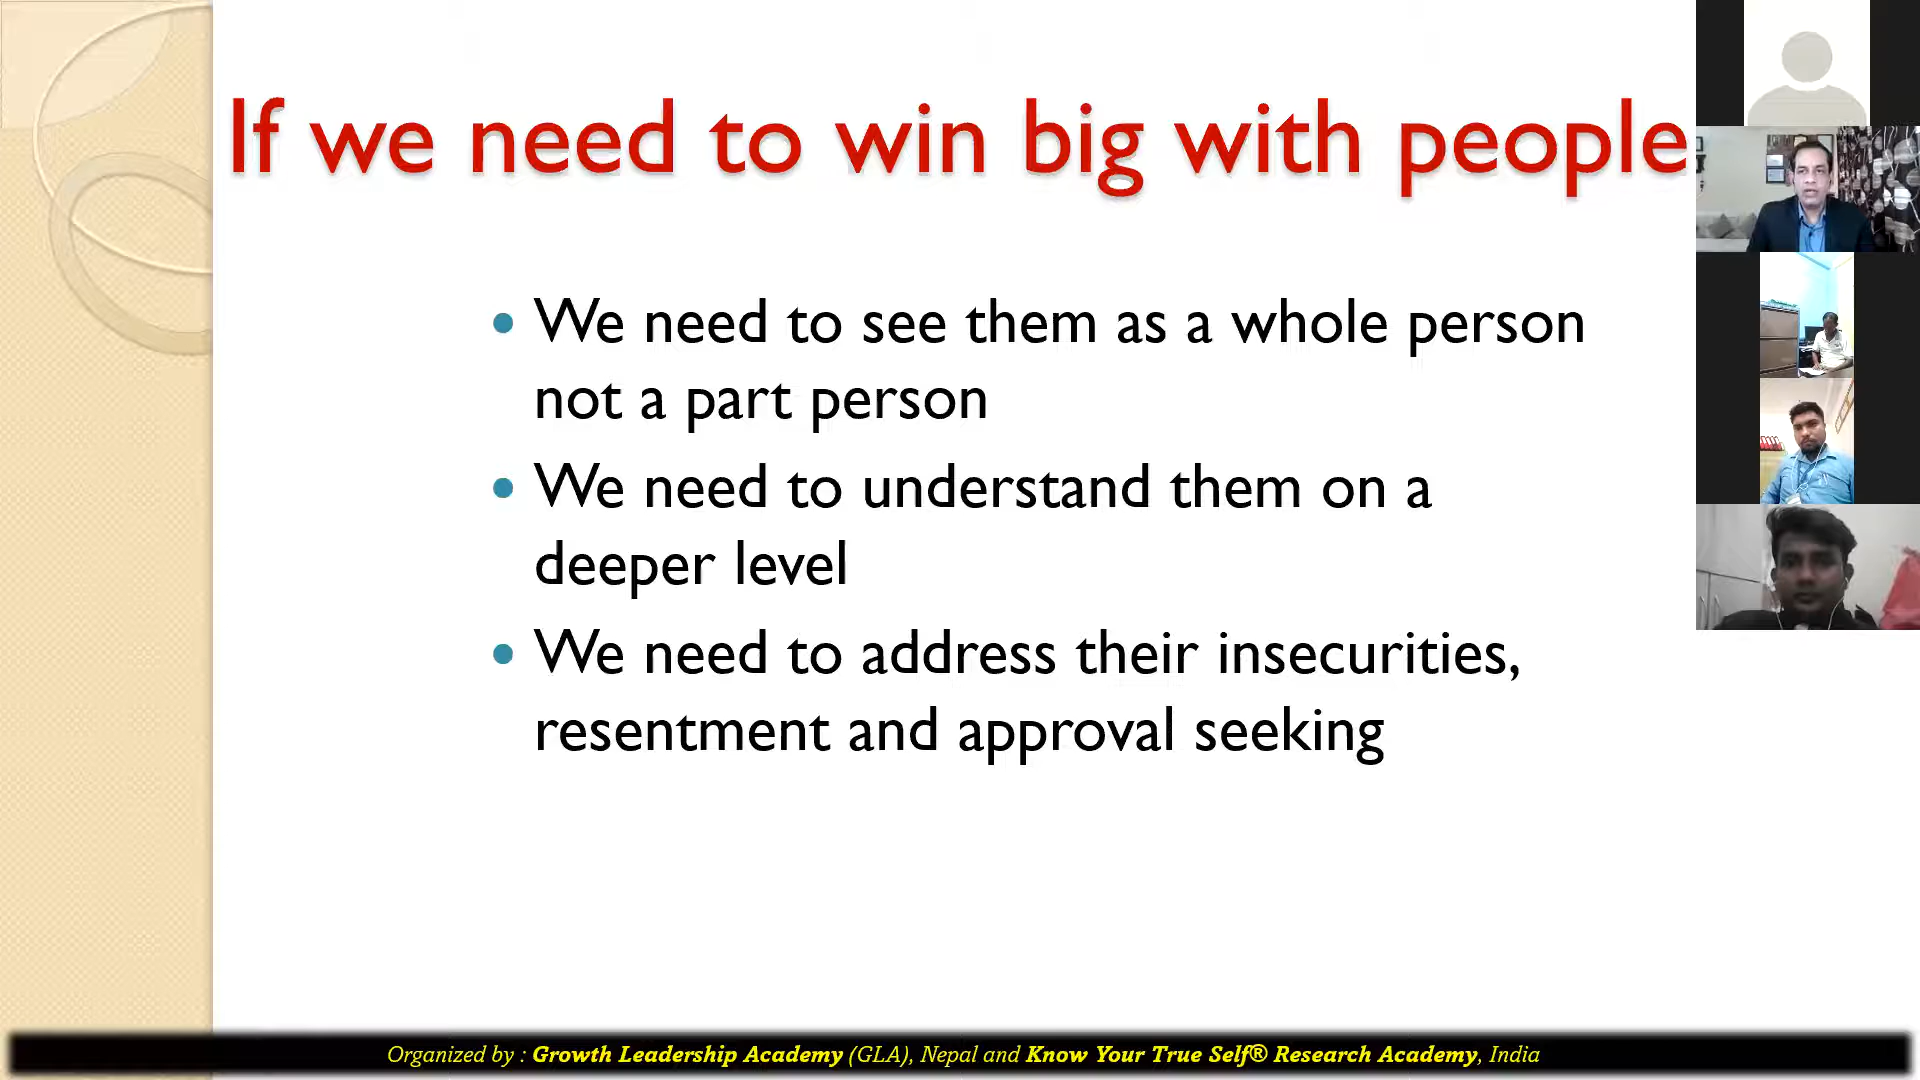 If we need to win big with people
• We need to see them as a whole person
not a part person
• We need to understand them on a
deeper level
• We need to address their insecurities,
resentment and approval seeking
Organized by : Growth Leadership Academy (GLA), Nepal and Know Your True Self® Research Academy, India